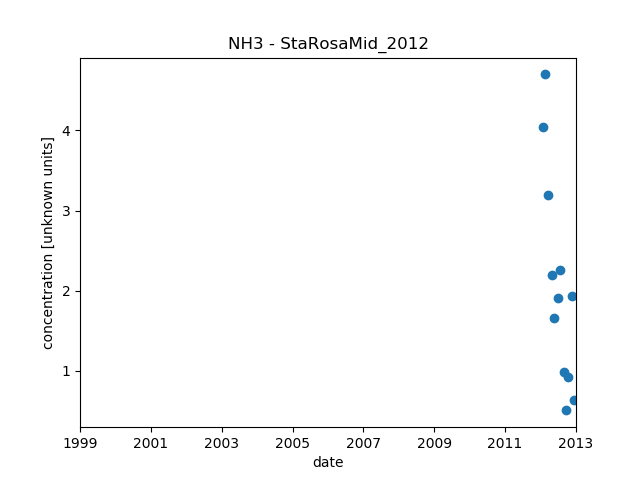 NH3 - StaRosaMid_2012
concentration [unknown units]
4
3
2
1
1999 2001 2003 2005 2007 2009 2011 2013
date